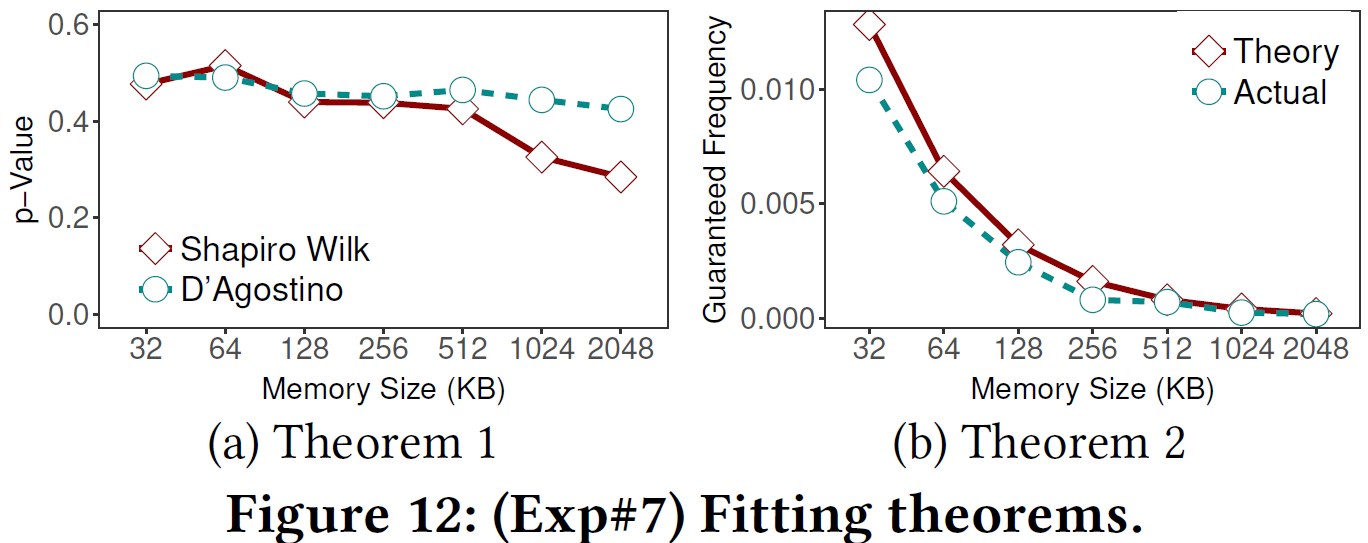 0.6
0.4
0.2
0.0
p–Value
Shapiro Wilk
D'Agostino
32 64 128 256 512 1024 2048
Memory Size (KB)
(a) Theorem 1
0.010
0.005
0.000
Guaranteed Frequency
Theory
Actual
32 64 128 256 512 1024 2048
Memory Size (KB)
(b) Theorem 2
Figure 12: (Exp#7) Fitting theorems.